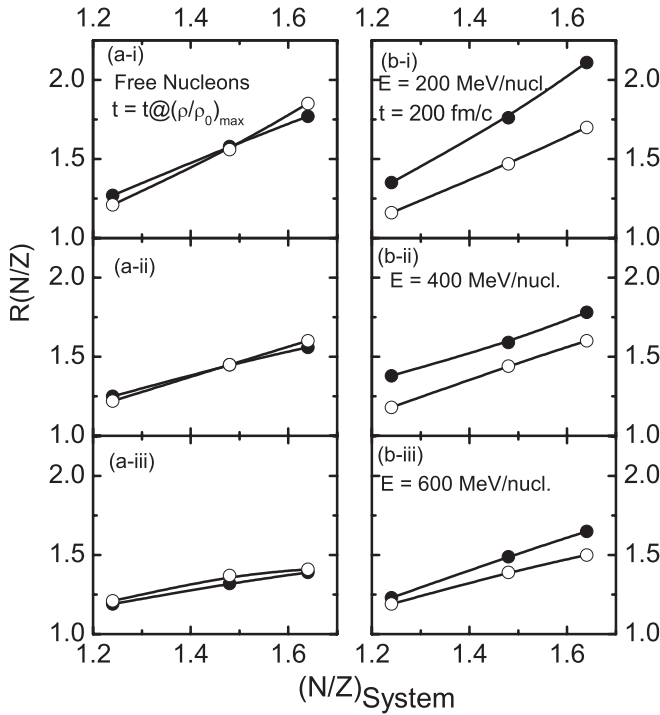 1.2 1.4 1.6 1.2 1.4 1.6
(a-i)
Free Nucleons
t = t@(ρ/ρ₀)max
(b-i)
E = 200 MeV/nucl.
t = 200 fm/c
2.0 2.0
1.5 1.5
1.0 1.0
(a-ii)
(b-ii)
E = 400 MeV/nucl.
2.0 2.0
R(N/Z)
1.5 1.5
1.0 1.0
(a-iii)
(b-iii)
E = 600 MeV/nucl.
2.0 2.0
1.5 1.5
1.0 1.0
1.2 1.4 1.6 1.2 1.4 1.6
(N/Z)System